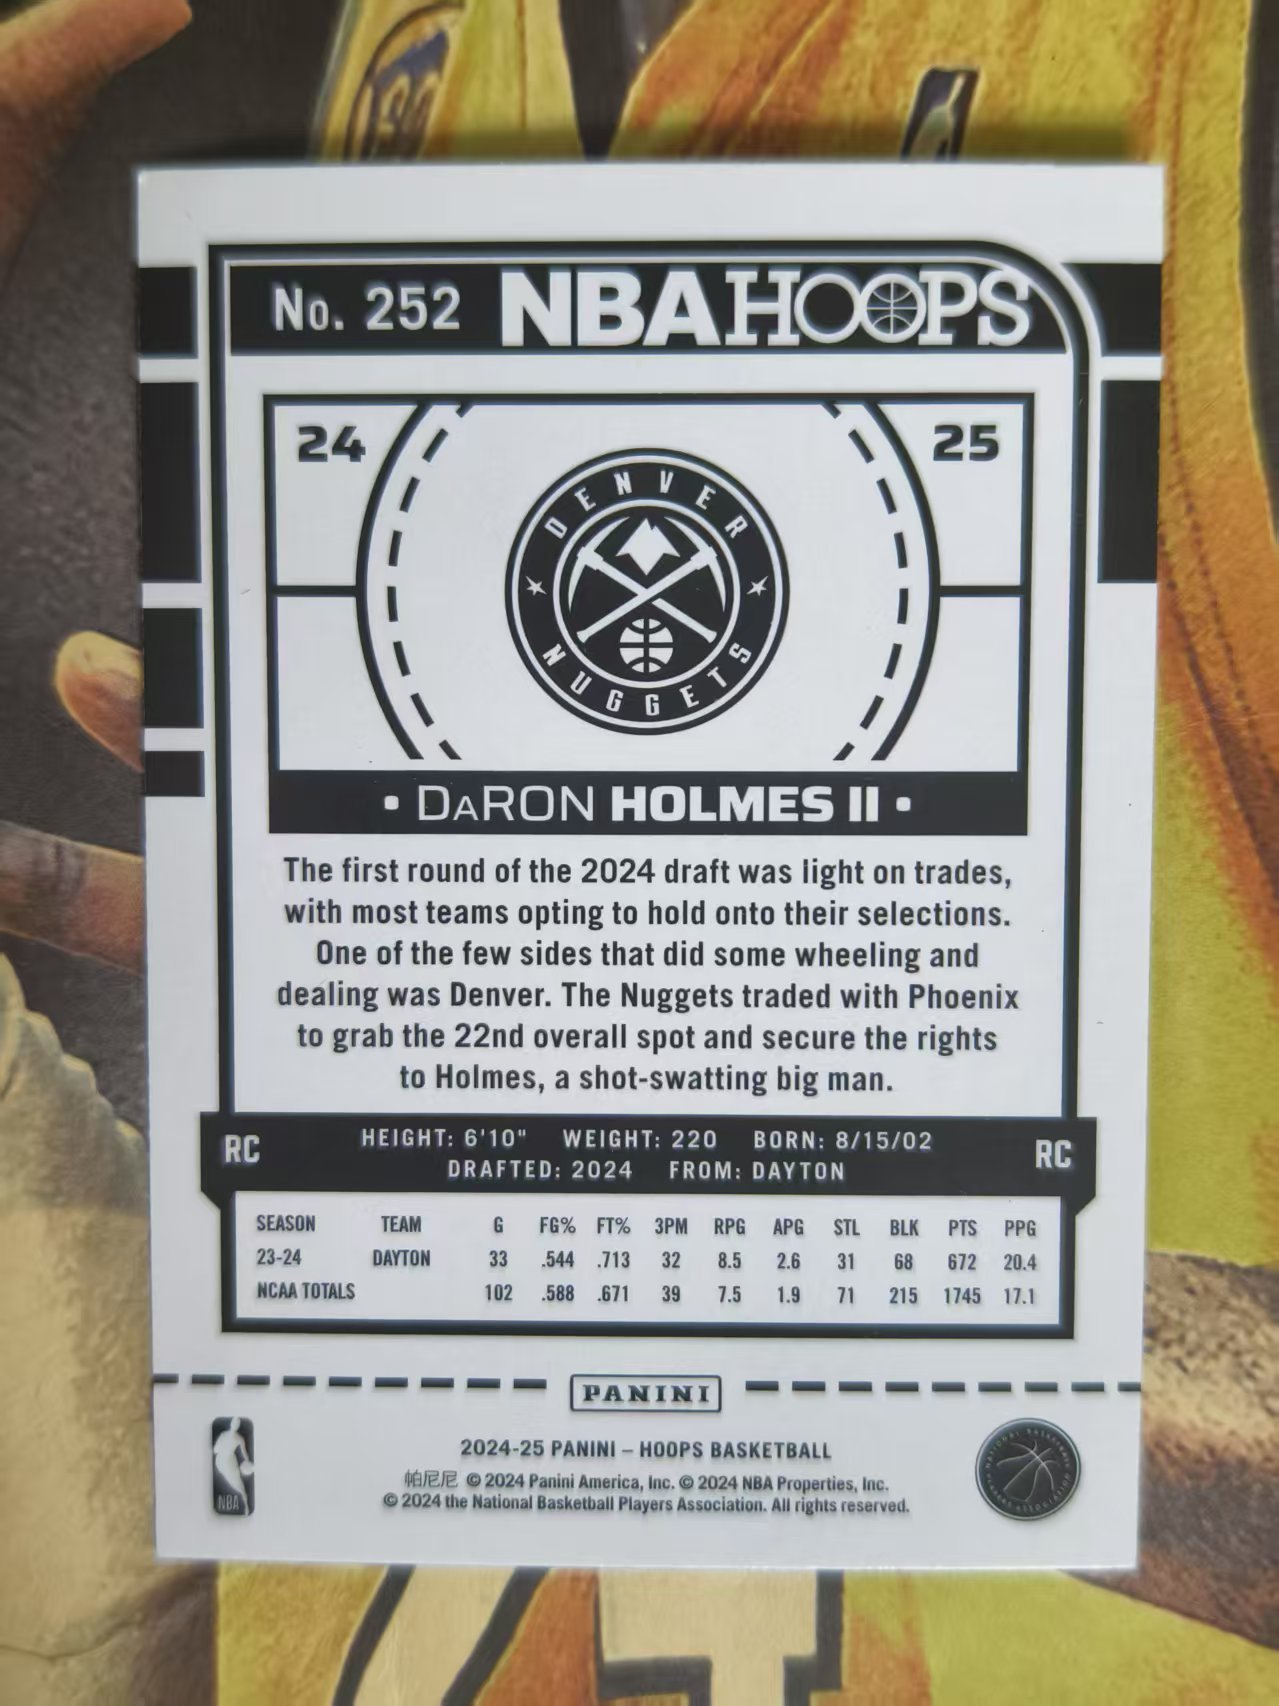 No. 252 NBA HOOPS
24 25
DENVER
NUGGETS
• DaRON HOLMES II •
The first round of the 2024 draft was light on trades,
with most teams opting to hold onto their selections.
One of the few sides that did some wheeling and
dealing was Denver. The Nuggets traded with Phoenix
to grab the 22nd overall spot and secure the rights
to Holmes, a shot-swatting big man.
RC HEIGHT: 6'10" WEIGHT: 220 BORN: 8/15/02 RC
DRAFTED: 2024 FROM: DAYTON
SEASON TEAM G FG% FT% 3PM RPG APG STL BLK PTS PPG
23-24 DAYTON 33 .544 .713 32 8.5 2.6 31 68 672 20.4
NCAA TOTALS 102 .588 .671 39 7.5 1.9 71 215 1745 17.1
PANINI
2024-25 PANINI – HOOPS BASKETBALL
帕尼尼 © 2024 Panini America, Inc. © 2024 NBA Properties, Inc.
© 2024 the National Basketball Players Association. All rights reserved.
NBA
NATIONAL BASKETBALL
PLAYERS ASSOCIATION